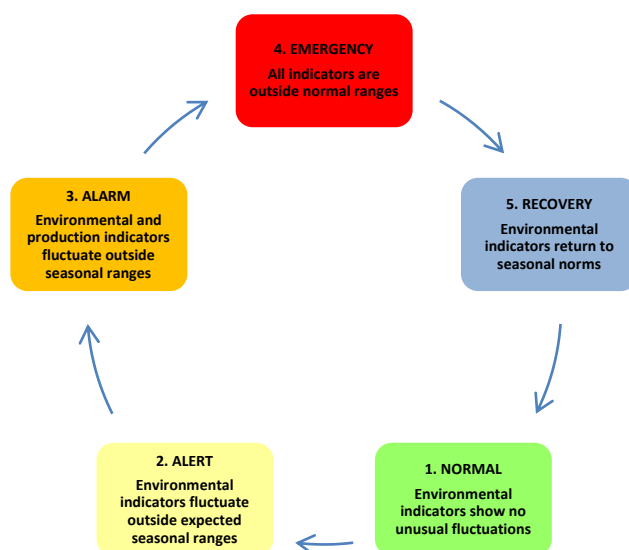 4. EMERGENCY
All indicators are
outside normal ranges
3. ALARM
Environmental and
production indicators
fluctuate outside
seasonal ranges
5. RECOVERY
Environmental
indicators return to
seasonal norms
2. ALERT
Environmental
indicators fluctuate
outside expected
seasonal ranges
1. NORMAL
Environmental
indicators show no
unusual fluctuations